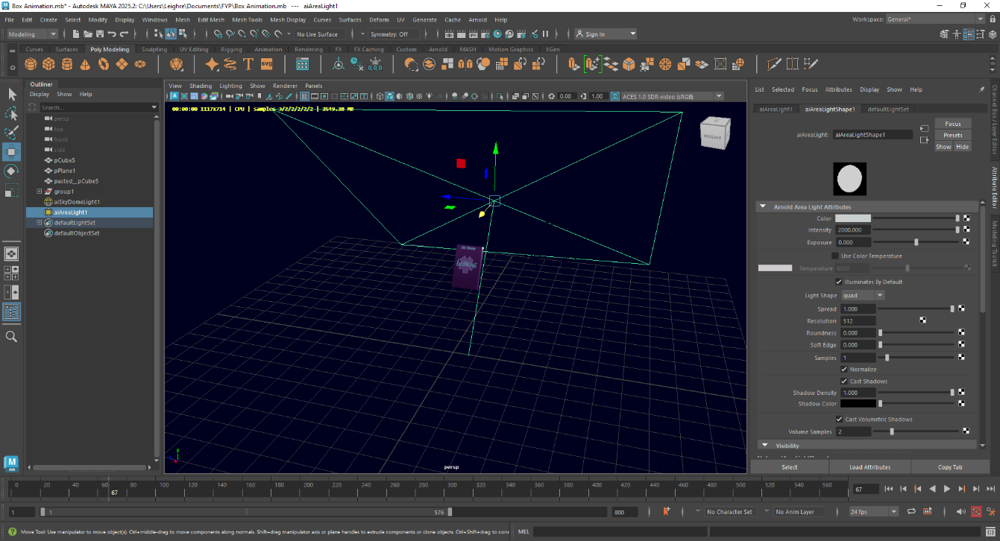 Box Animation.mb* - Autodesk MAYA 2025.2: C:\Users\Leighre\Documents\FYP\Box Animation.mb --- aiAreaLight1
File Edit Create Select Modify Display Windows Mesh Edit Mesh Mesh Tools Mesh Display Curves Surfaces Deform UV Generate Cache Arnold Help
Workspace: General*
Modeling
No Live Surface
Symmetry: Off
Sign In
Curves Surfaces Poly Modeling Sculpting UV Editing Rigging Animation Rendering FX FX Caching Custom Arnold MASH Motion Graphics XGen
SVG
Outliner
Display Show Help
Search...
persp
top
front
side
pCube5
pPlane1
pasted__pCube5
group1
aiSkyDomeLight1
aiAreaLight1
defaultLightSet
defaultObjectSet
View Shading Lighting Show Renderer Panels
0.00 1.00 ACES 1.0 SDR-video (sRGB)
00:00:00 1117x714 | CPU | samples 3/2/2/2/2/2 | 3549.38 MB
RIGHT
GLOWING
persp
List Selected Focus Attributes Display Show Help
aiAreaLight1 aiAreaLightShape1 defaultLightSet
aiAreaLight: aiAreaLightShape1
Focus
Presets
Show Hide
Arnold Area Light Attributes
Color
Intensity 2000.000
Exposure 0.000
Use Color Temperature
Temperature 6500
Illuminates By Default
Light Shape quad
Spread 1.000
Resolution 512
Roundness 0.000
Soft Edge 0.000
Samples 1
Normalize
Cast Shadows
Shadow Density 1.000
Shadow Color
Cast Volumetric Shadows
Volume Samples 2
Visibility
Select Load Attributes Copy Tab
Channel Box / Layer Editor
Attribute Editor
Modeling Toolkit
0 20 40 60 80 100 120 140 160 180 200 220 240 260 280 300 320 340 360 380 400 420 440 460 480 500 520 540 560
67
67
1 1 576 800
No Character Set
No Anim Layer
24 fps
Move Tool: Use manipulator to move object(s). Ctrl+middle-drag to move components along normals. Shift+drag manipulator axis or plane handles to extrude components or clone objects. Ctrl+Shift+drag to con
MEL